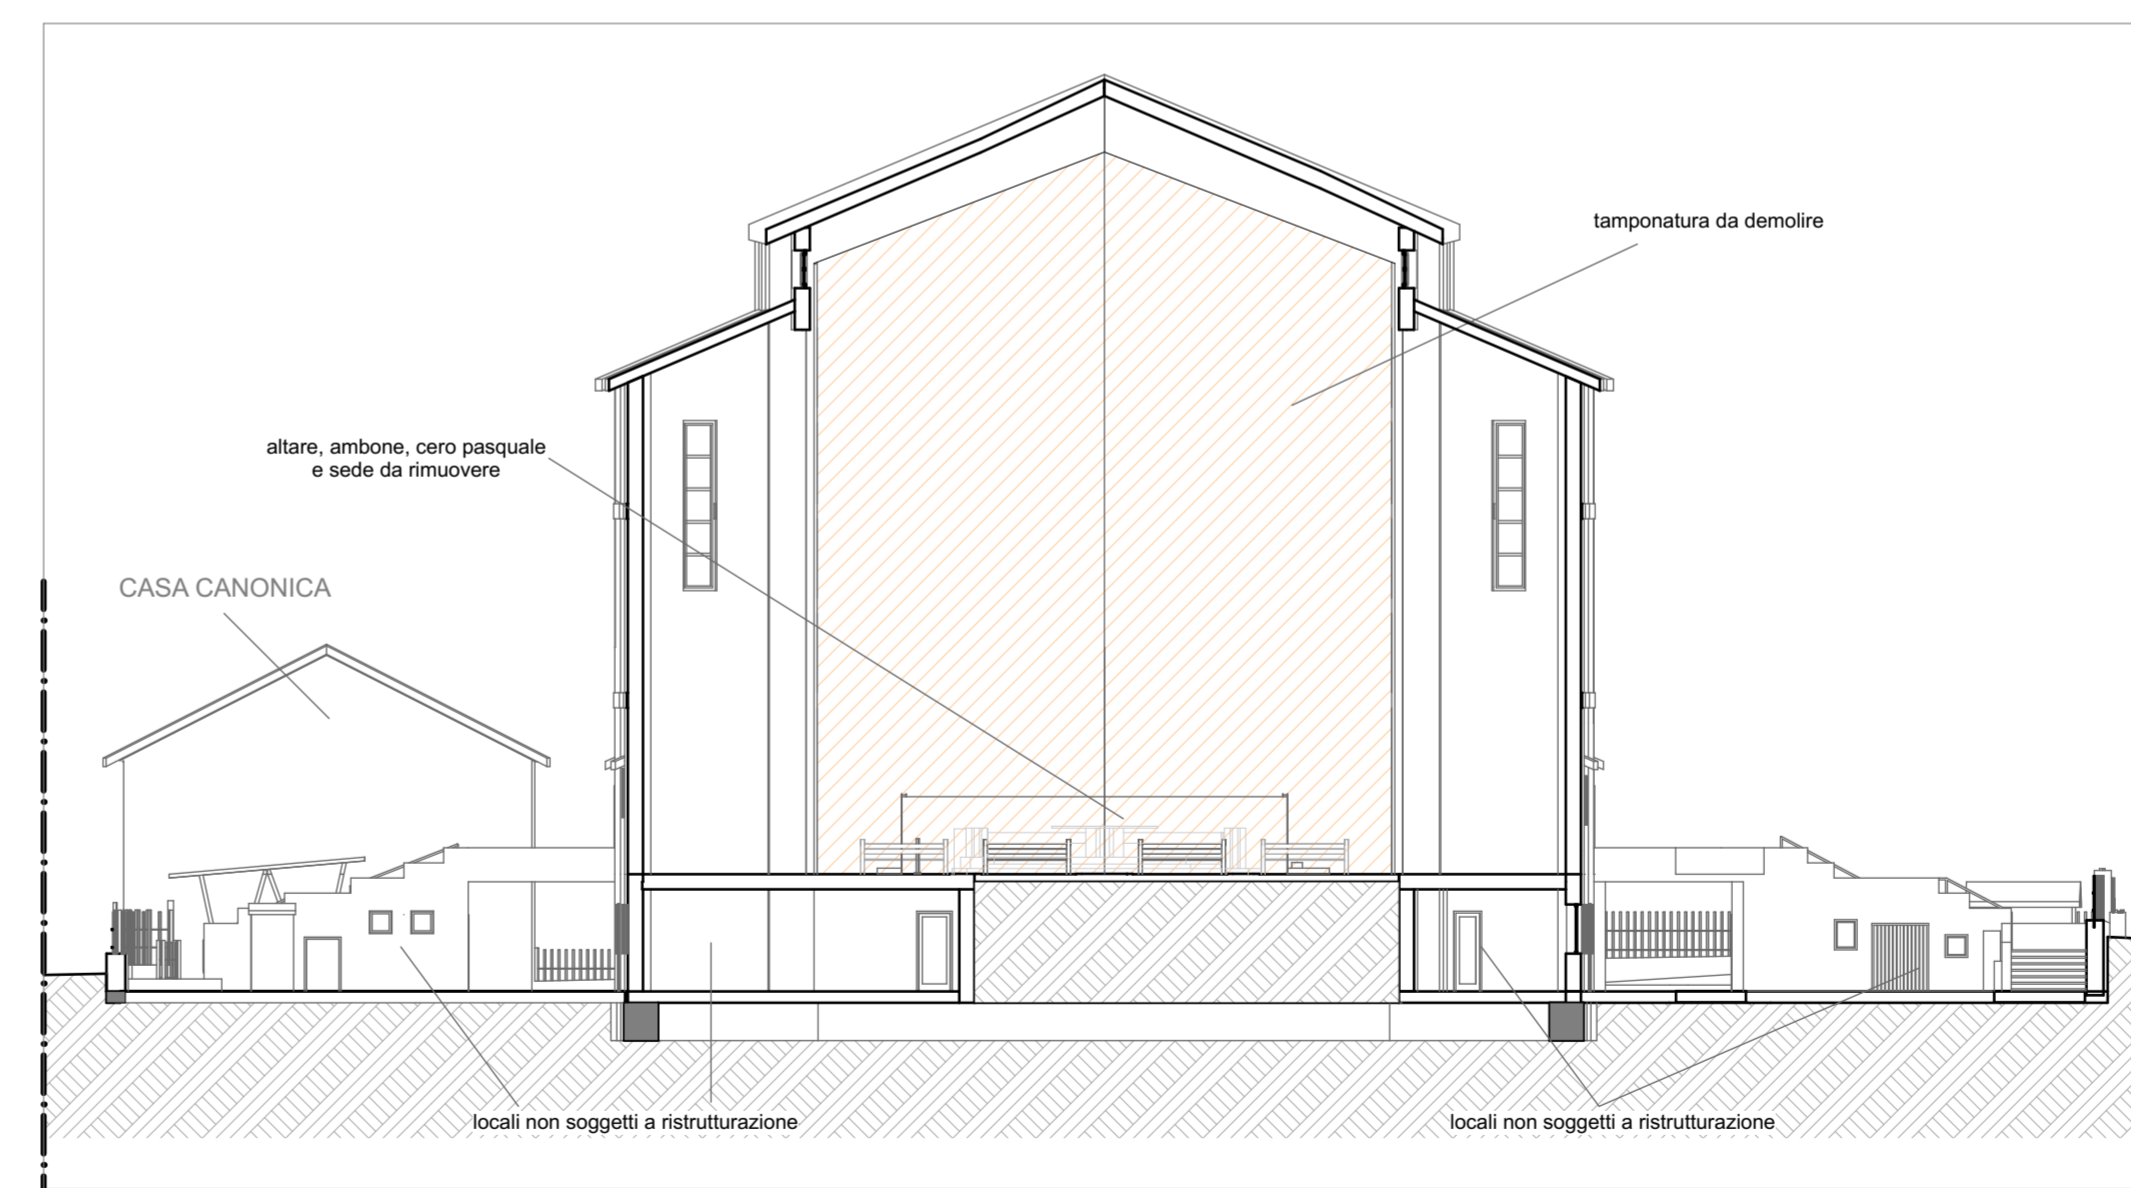 tamponatura da demolire
altare, ambone, cero pasquale
e sede da rimuovere
CASA CANONICA
locali non soggetti a ristrutturazione
locali non soggetti a ristrutturazione